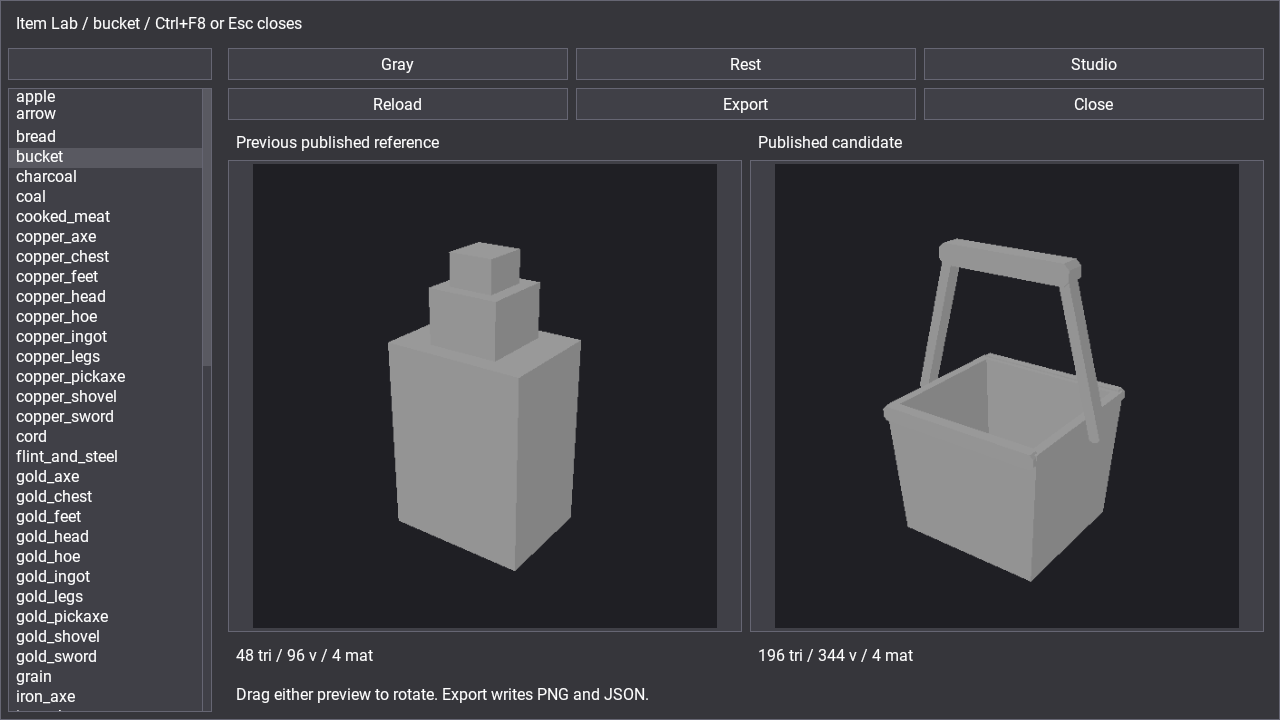 Item Lab / bucket / Ctrl+F8 or Esc closes
Gray
Rest
Studio
Reload
Export
Close
apple
arrow
bread
bucket
charcoal
coal
cooked_meat
copper_axe
copper_chest
copper_feet
copper_head
copper_hoe
copper_ingot
copper_legs
copper_pickaxe
copper_shovel
copper_sword
cord
flint_and_steel
gold_axe
gold_chest
gold_feet
gold_head
gold_hoe
gold_ingot
gold_legs
gold_pickaxe
gold_shovel
gold_sword
grain
iron_axe
Previous published reference
Published candidate
48 tri / 96 v / 4 mat
196 tri / 344 v / 4 mat
Drag either preview to rotate. Export writes PNG and JSON.